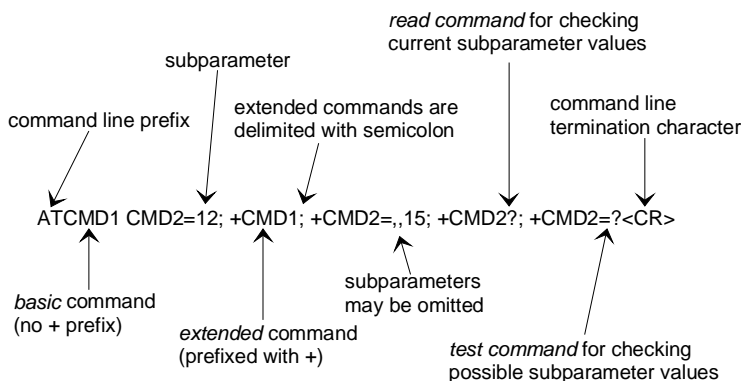 read command for checking
current subparameter values
subparameter
extended commands are
delimited with semicolon
command line
termination character
command line prefix
ATCMD1 CMD2=12; +CMD1; +CMD2=,,15; +CMD2?; +CMD2=?<CR>
basic command
(no + prefix)
extended command
(prefixed with +)
subparameters
may be omitted
test command for checking
possible subparameter values